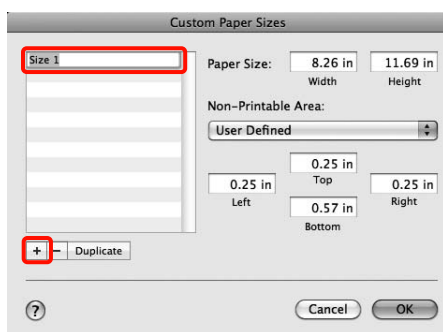 Custom Paper Sizes
Size 1
Paper Size:
8.26 in
11.69 in
Width
Height
Non-Printable Area:
User Defined
0.25 in
Top
0.25 in
0.25 in
Left
Right
0.57 in
Bottom
+ − Duplicate
? Cancel OK